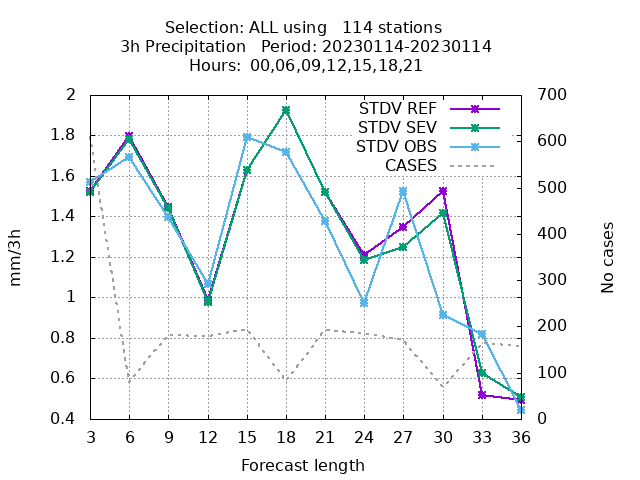 Selection: ALL using   114 stations
3h Precipitation   Period: 20230114-20230114
Hours:  00,06,09,12,15,18,21
STDV REF
STDV SEV
STDV OBS
CASES
mm/3h
2
1.8
1.6
1.4
1.2
1
0.8
0.6
0.4
700
600
500
400
300
200
100
0
No cases
3 6 9 12 15 18 21 24 27 30 33 36
Forecast length